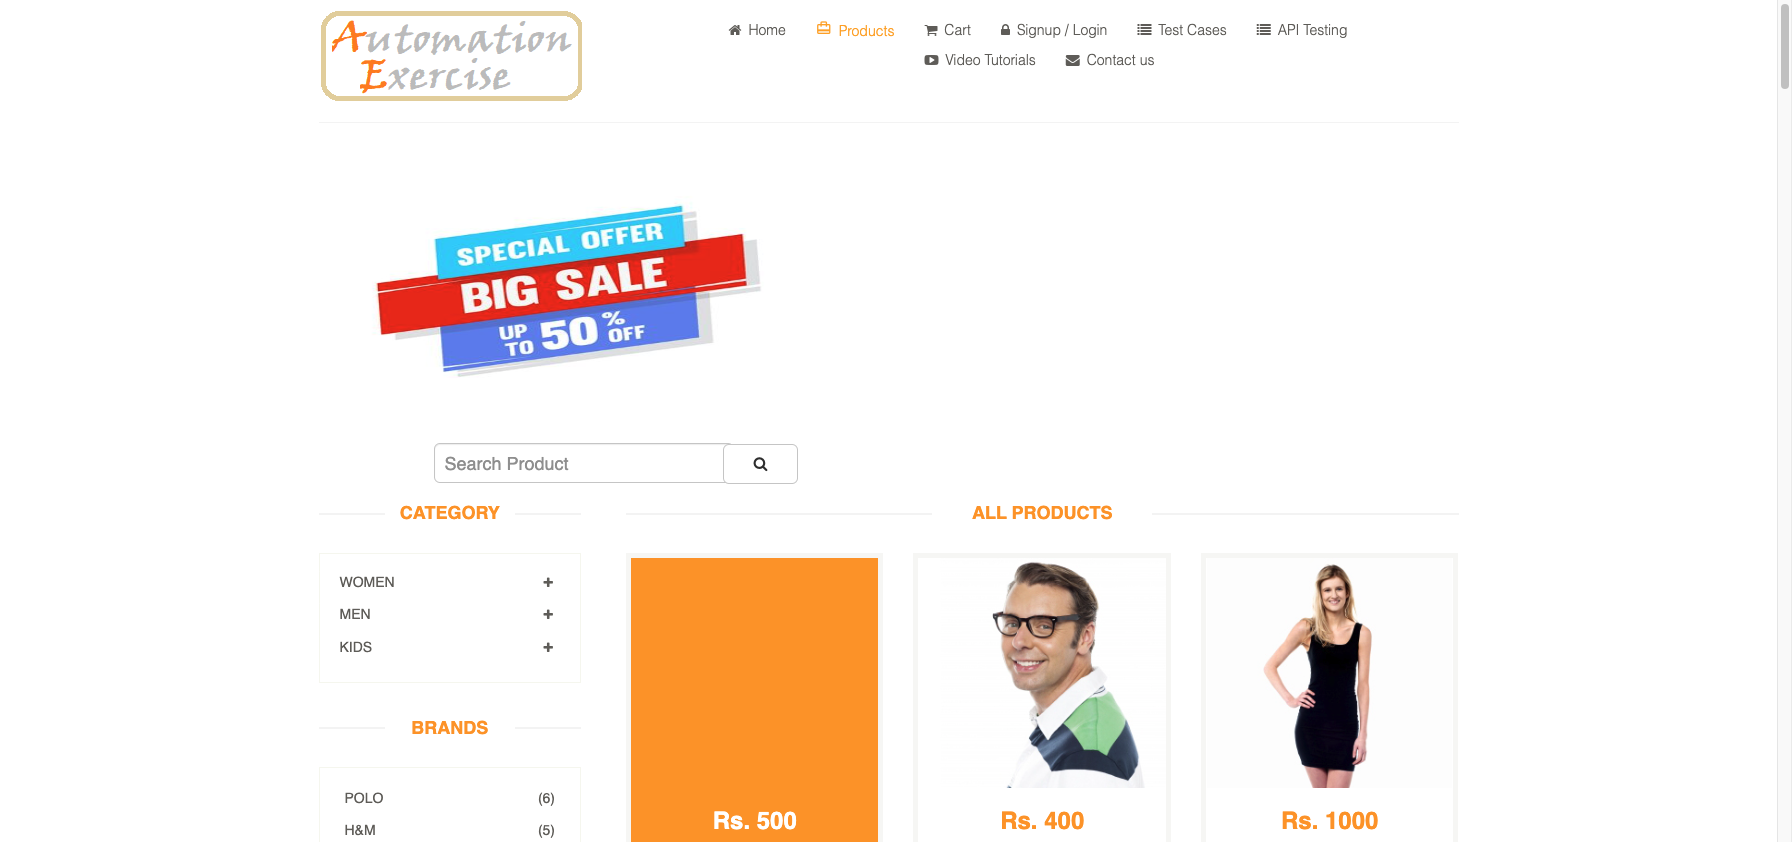 Automation
Exercise
Home
Products
Cart
Signup / Login
Test Cases
API Testing
Video Tutorials
Contact us
SPECIAL OFFER
BIG SALE
UP TO 50% OFF
Search Product
CATEGORY
WOMEN
MEN
KIDS
BRANDS
POLO (6)
H&M (5)
ALL PRODUCTS
Rs. 500
Rs. 400
Rs. 1000